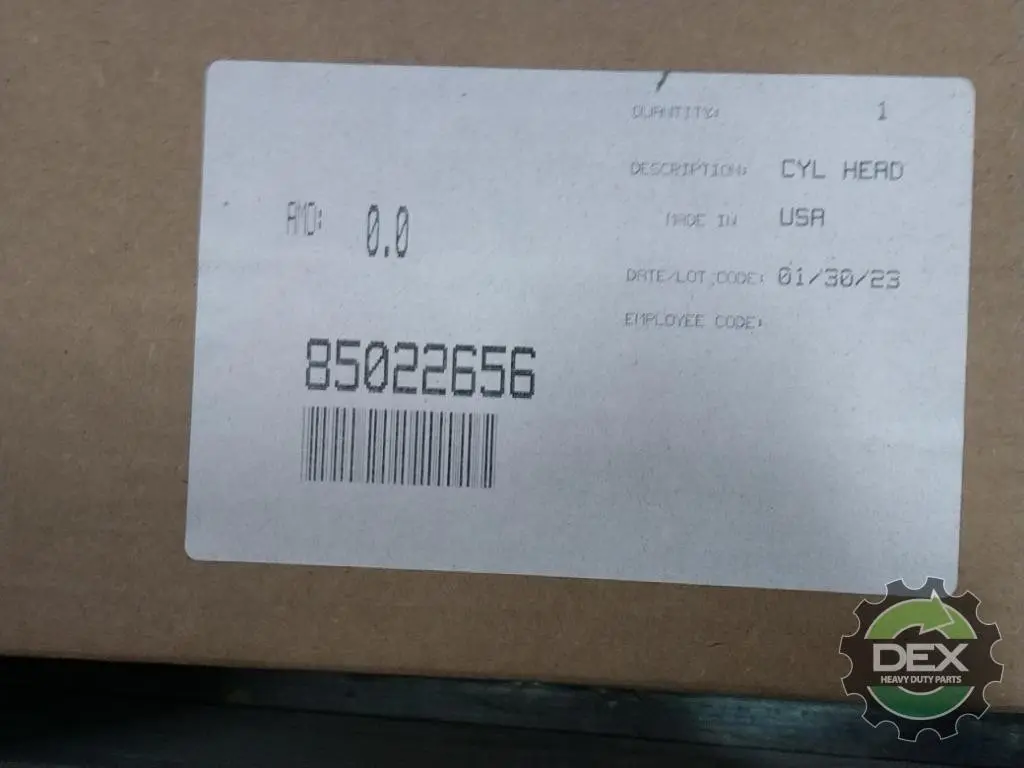 QUANTITY: 1
DESCRIPTION: CYL HEAD
MADE IN USA
AMO: 0.0
DATE/LOT CODE: 01/30/23
EMPLOYEE CODE:
85022656
DEX
HEAVY DUTY PARTS